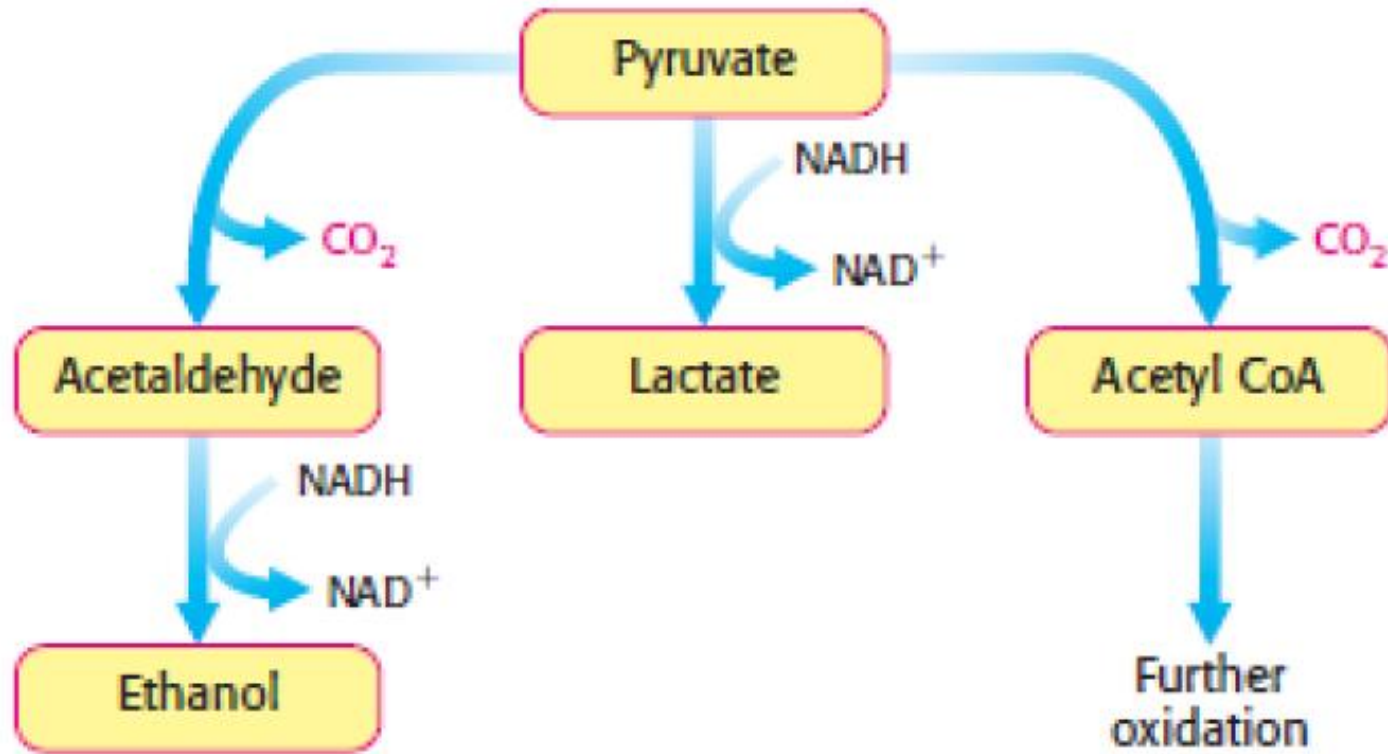 Pyruvate
NADH
CO₂
CO₂
NAD⁺
Acetaldehyde
Lactate
Acetyl CoA
NADH
NAD⁺
Ethanol
Further
oxidation